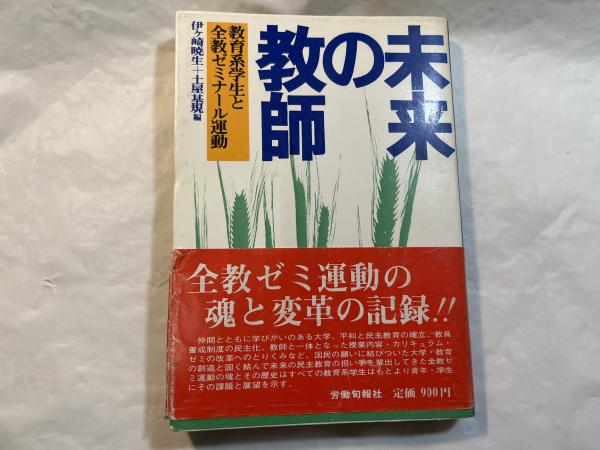 未来
の
教師
教育系学生と
全教ゼミナール運動
伊ヶ崎暁生+土屋基規編
全教ゼミ運動の
魂と変革の記録!!
仲間とともに学びがいのある大学、平和と民主教育の確立、教員
養成制度の民主化、教師と一体となった授業内容・カリキュラム・
ゼミの改革へのとりくみなど、国民の願いに結びついた大学・教育
の創造と固く結んで未来の民主教育の担い手を輩出してきた全教ゼ
ミ運動の魂とその歴史はすべての教育系学生はもとより青年・学生
にその課題と展望を示す。
労働旬報社 定価 900円